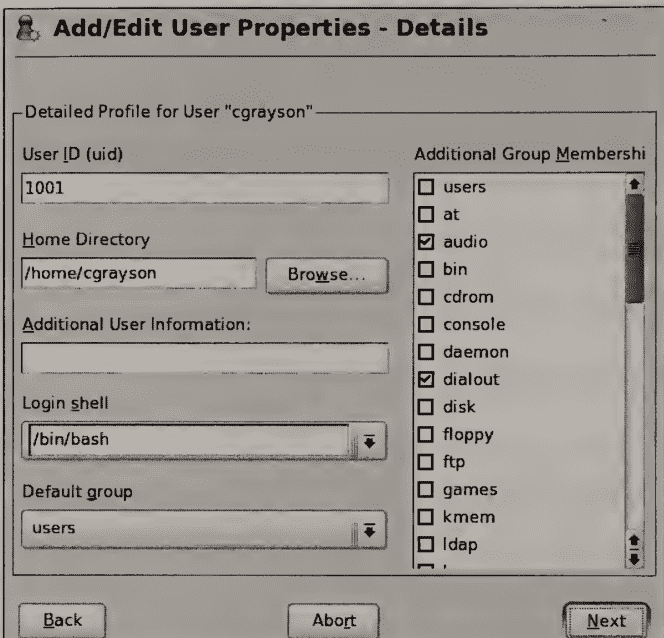 Add/Edit User Properties - Details
Detailed Profile for User "cgrayson"
User ID (uid)
1001
Home Directory
/home/cgrayson
Browse...
Additional User Information:
Login shell
/bin/bash
Default group
users
Additional Group Membershi
users
at
audio
bin
cdrom
console
daemon
dialout
disk
floppy
ftp
games
kmem
ldap
Back
Abort
Next